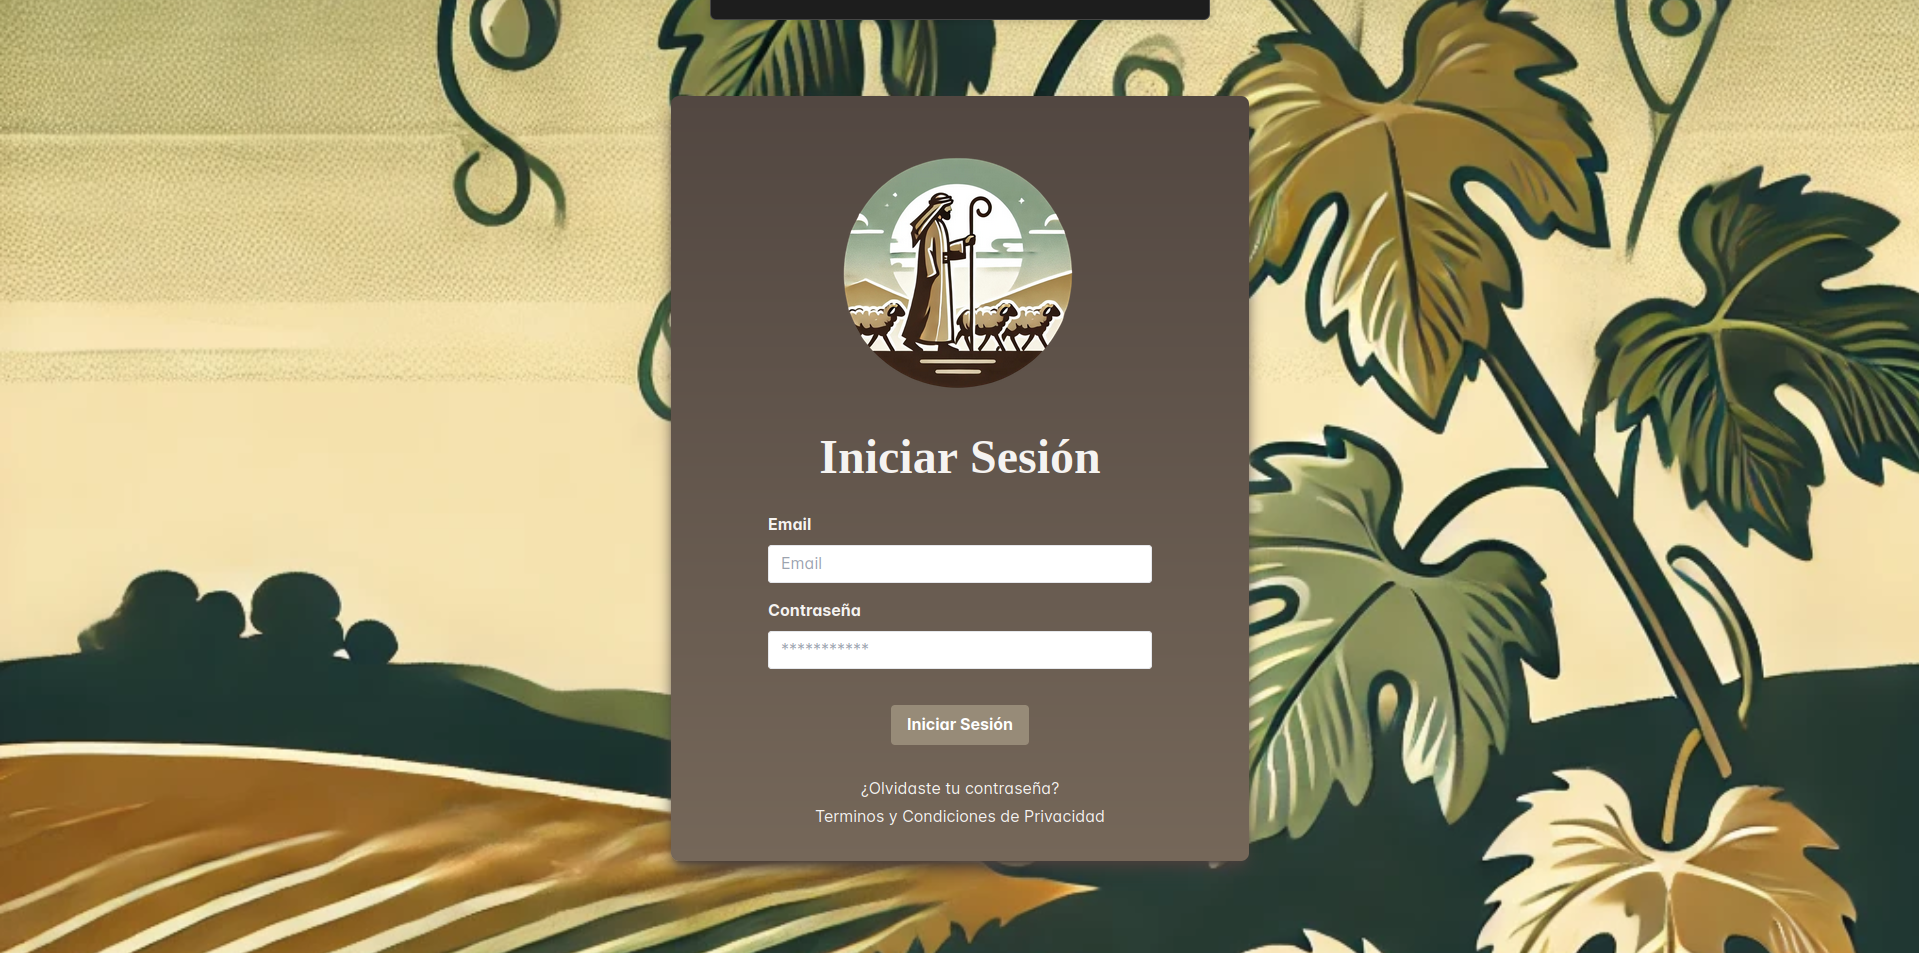 Iniciar Sesión
Email
Email
Contraseña
***********
Iniciar Sesión
¿Olvidaste tu contraseña?
Terminos y Condiciones de Privacidad